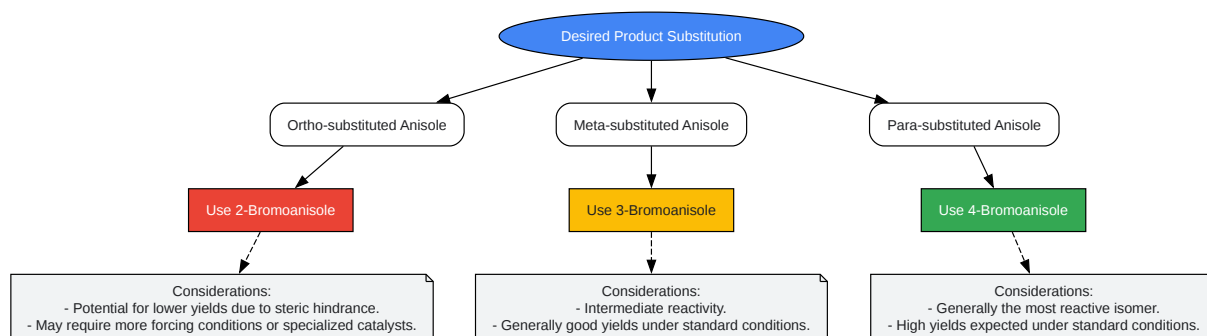 Desired Product Substitution
Ortho-substituted Anisole
Meta-substituted Anisole
Para-substituted Anisole
Use 2-Bromoanisole
Use 3-Bromoanisole
Use 4-Bromoanisole
Considerations:
- Potential for lower yields due to steric hindrance.
- May require more forcing conditions or specialized catalysts.
Considerations:
- Intermediate reactivity.
- Generally good yields under standard conditions.
Considerations:
- Generally the most reactive isomer.
- High yields expected under standard conditions.